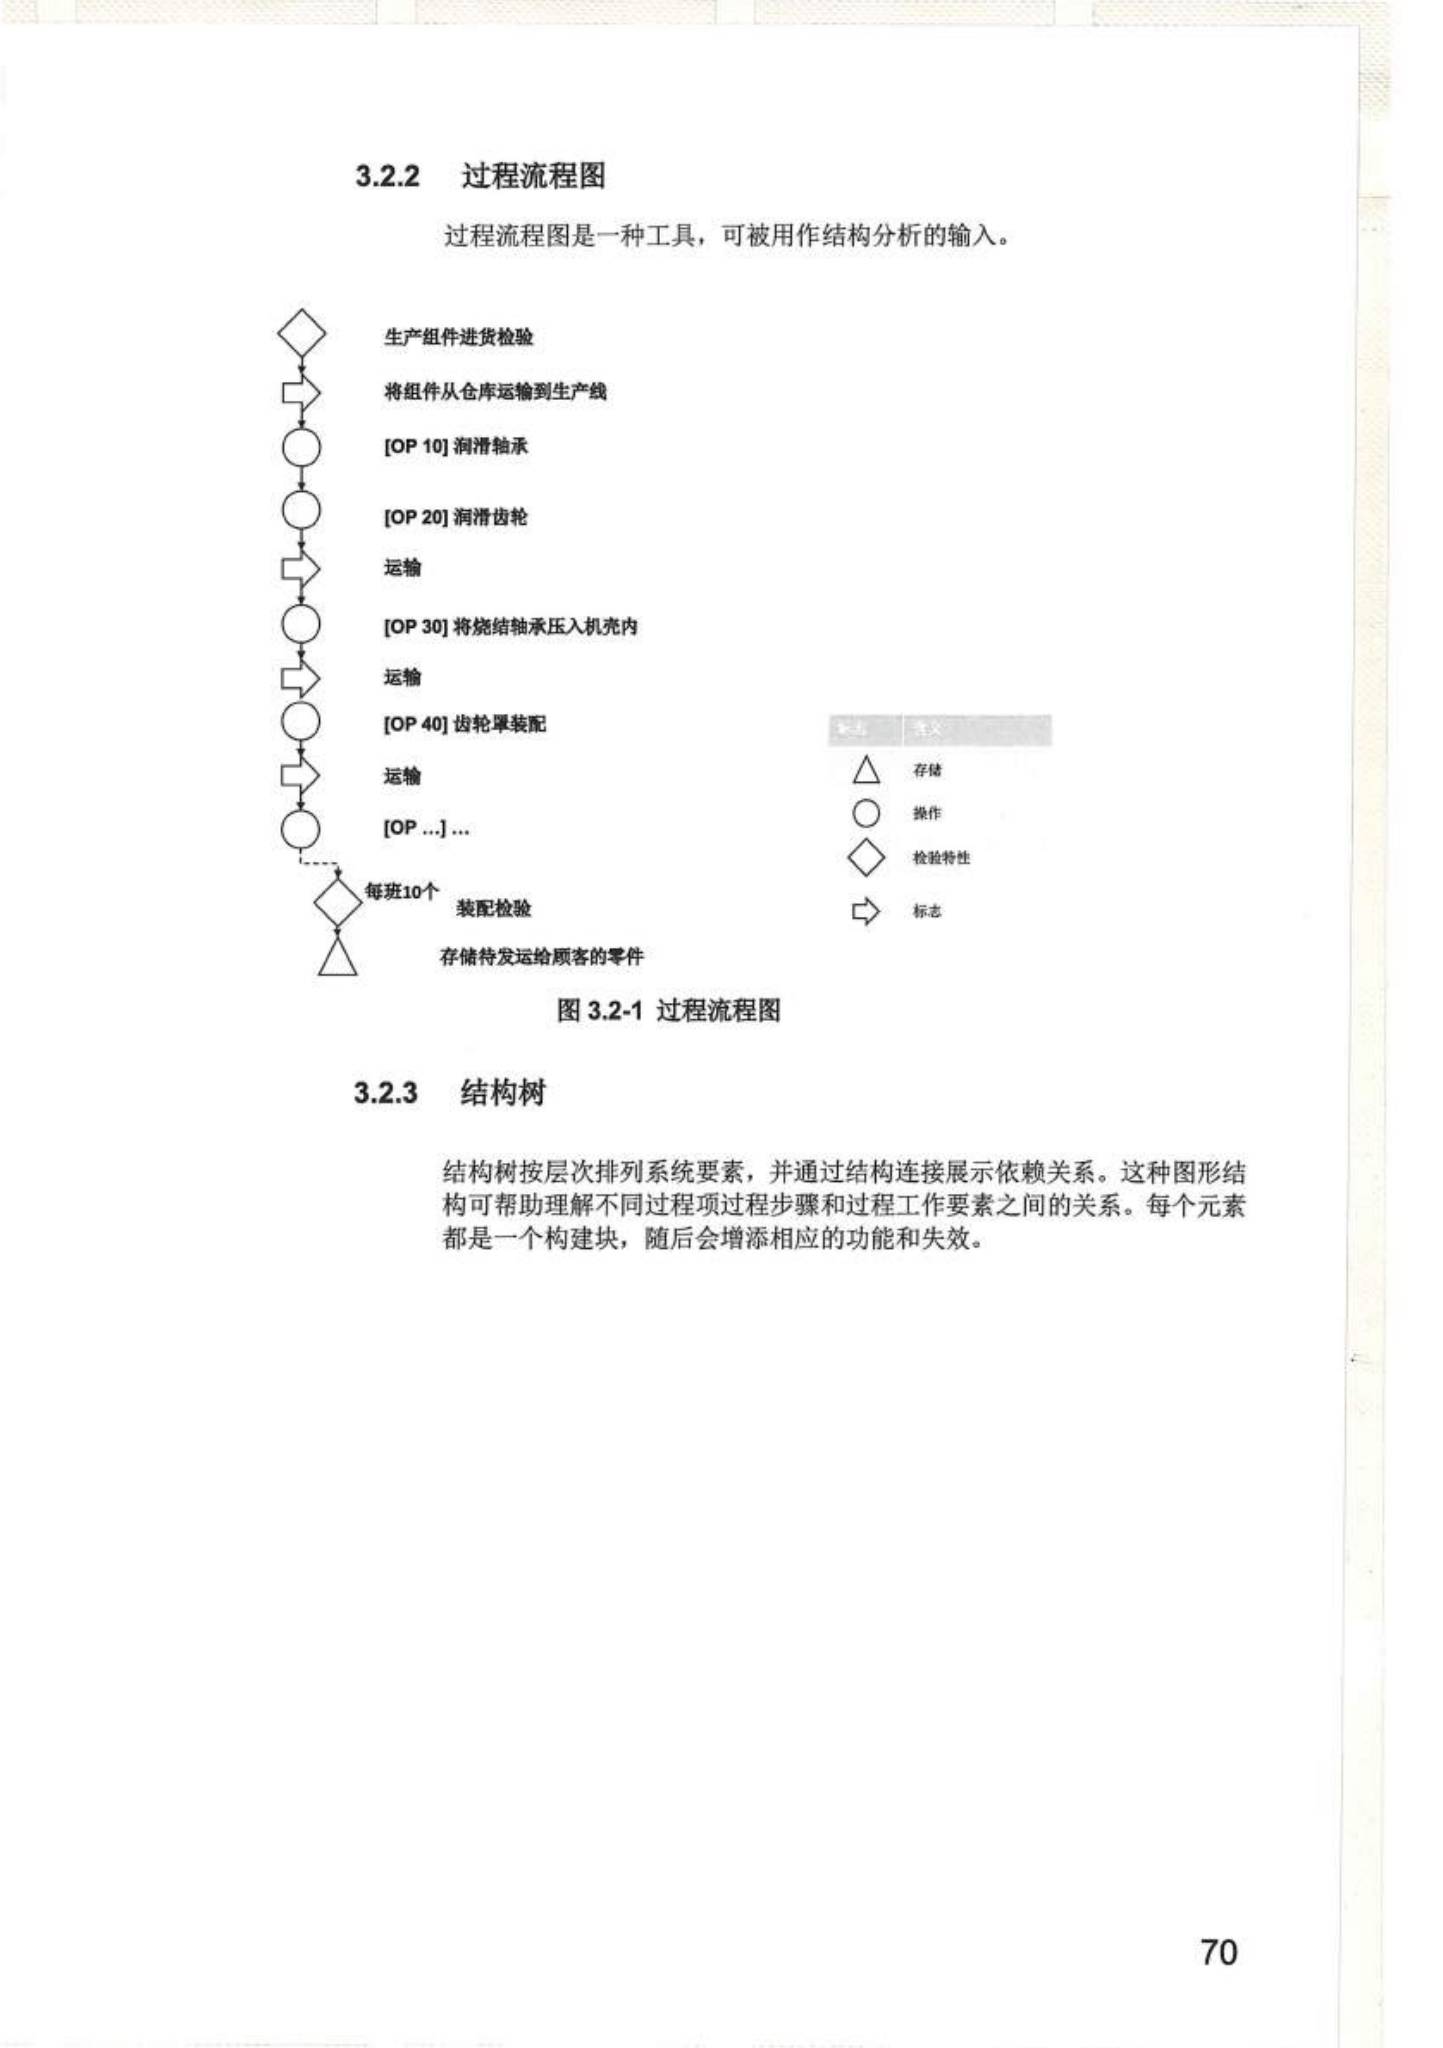 3.2.2 过程流程图
过程流程图是一种工具，可被用作结构分析的输入。
生产组件进货检验
将组件从仓库运输到生产线
[OP 10] 润滑轴承
[OP 20] 润滑齿轮
运输
[OP 30] 将烧结轴承压入机壳内
运输
[OP 40] 齿轮罩装配
运输
[OP ...] ...
每班10个
装配检验
存储待发运给顾客的零件
标志 含义
存储
操作
检验特性
标志
图 3.2-1 过程流程图
3.2.3 结构树
结构树按层次排列系统要素，并通过结构连接展示依赖关系。这种图形结
构可帮助理解不同过程项过程步骤和过程工作要素之间的关系。每个元素
都是一个构建块，随后会增添相应的功能和失效。
70